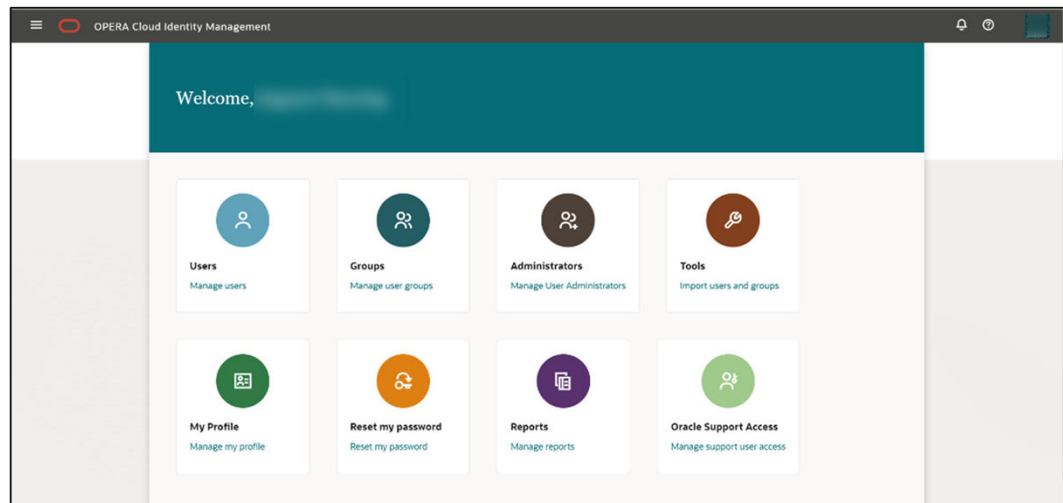 OPERA Cloud Identity Management
Welcome,
Users
Manage users
Groups
Manage user groups
Administrators
Manage User Administrators
Tools
Import users and groups
My Profile
Manage my profile
Reset my password
Reset my password
Reports
Manage reports
Oracle Support Access
Manage support user access